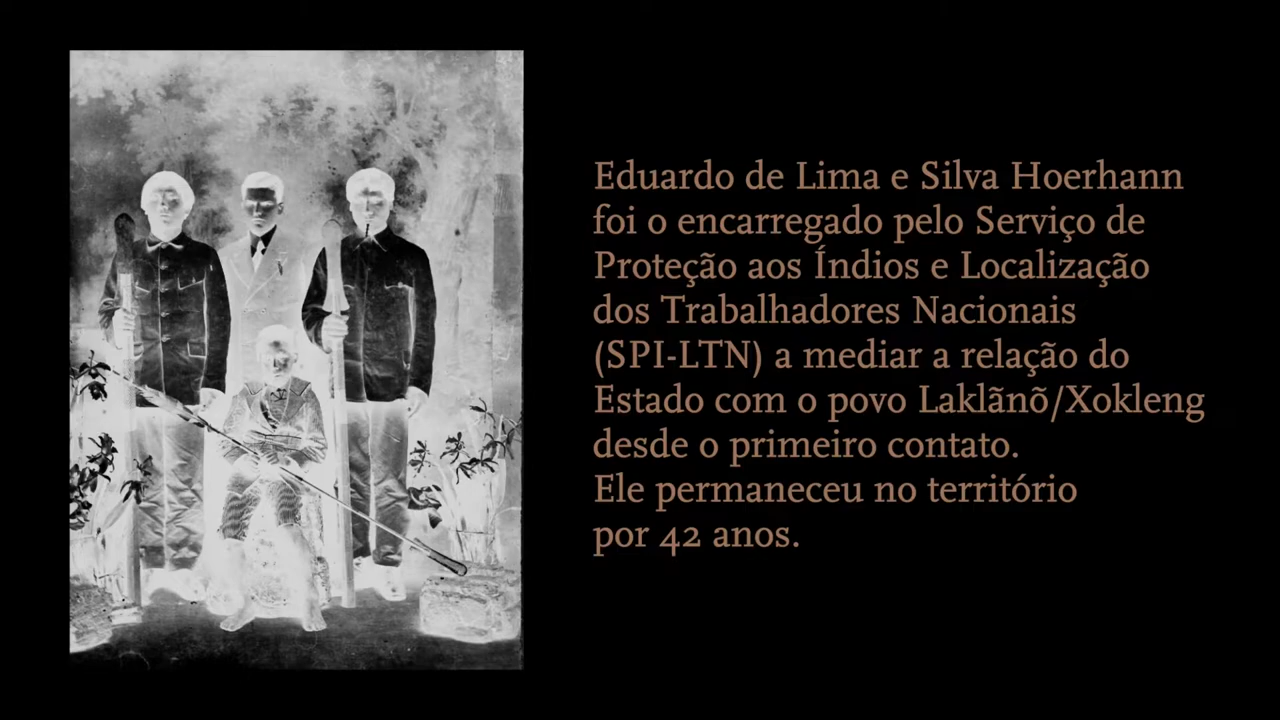 Eduardo de Lima e Silva Hoerhann
foi o encarregado pelo Serviço de
Proteção aos Índios e Localização
dos Trabalhadores Nacionais
(SPI-LTN) a mediar a relação do
Estado com o povo Laklãnõ/Xokleng
desde o primeiro contato.
Ele permaneceu no território
por 42 anos.